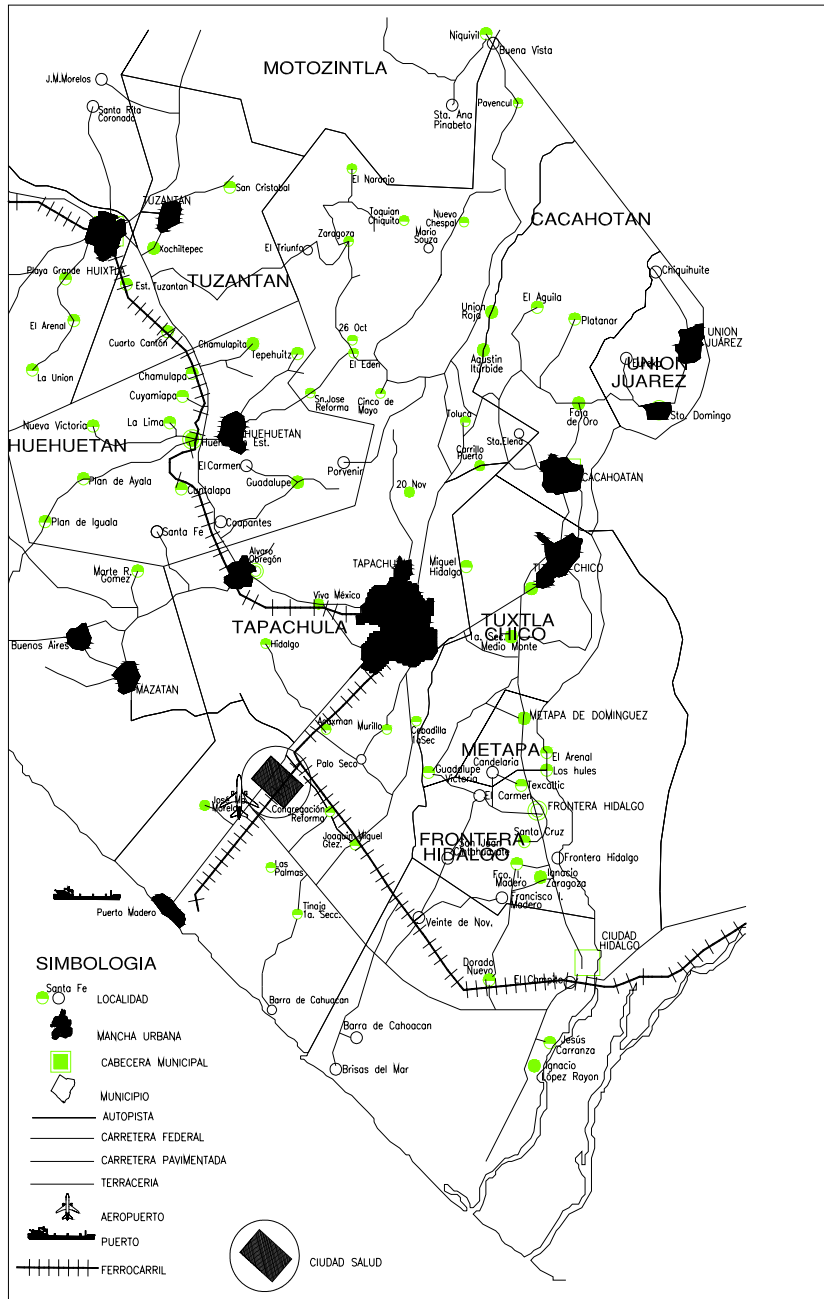 Niquivil
Buena Vista
MOTOZINTLA
J.M.Morelos
Santa Rita
Coronado
Sta. Ana
Pinabeto
Pavencul
El Naranjo
San Cristobal
TUZANTAN
Toquian
Chiquito
Nuevo
Chespal
CACAHOTAN
Zaragoza
Mario
Souza
El Triunfo
Xochiltepec
HUIXTLA
Playa Grande
TUZANTAN
Est. Tuzantan
Chiquihuite
El Aguila
Union
Roja
Platanar
El Arenal
26 Oct
Cuarto Cantón
Chamulapita
Tepehuitz
El Eden
Agustin
Iturbide
UNION
JUÁREZ
UNION
JUAREZ
La Union
Chamulapa
Cuyamiapa
Sn.Jose
Reforma
Cinco de
Mayo
Toluca
Faja
de Oro
Sto. Domingo
Nueva Victoria
La Lima
HUEHUETÁN
HUEHUETAN
Sta.Elena
Carrillo
Puerto
El Carmen
Porvenir
CACAHOATÁN
Plan de Ayala
Cantalapa
Guadalupe
20 Nov
Plan de Iguala
Coapantes
Santa Fe
Alvaro
Obregón
Marte R.
Gomez
Miguel
Hidalgo
Viva México
TAPACHULA
TUXTLA
CHICO
1a. Sec.
Medio Monte
Hidalgo
Buenos Aires
MAZATAN
METAPA DE DOMINGUEZ
Murillo
1aSec
METAPA
El Arenal
Palo Seco
Candelaria
Los hules
Guadalupe
Victoria
Texcaltic
El Carmen
Congregación
Reforma
FRONTERA HIDALGO
Santa Cruz
Joaquin Miguel
Gtez.
FRONTERA
HIDALGO
Frontera Hidalgo
Las
Palmas
Fco. I.
Madero
Ignacio
Zaragoza
Francisco I.
Madero
Puerto Madero
Tinaja
1a. Secc.
Veinte de Nov.
CIUDAD
HIDALGO
Dorado
Nuevo
SIMBOLOGIA
Santa Fe
LOCALIDAD
Barra de Cahuacan
Barra de Cahoacan
MANCHA URBANA
Jesús
Carranza
CABECERA MUNICIPAL
Brisas del Mar
Ignacio
López Rayon
MUNICIPIO
AUTOPISTA
CARRETERA FEDERAL
CARRETERA PAVIMENTADA
TERRACERIA
AEROPUERTO
PUERTO
FERROCARRIL
CIUDAD SALUD